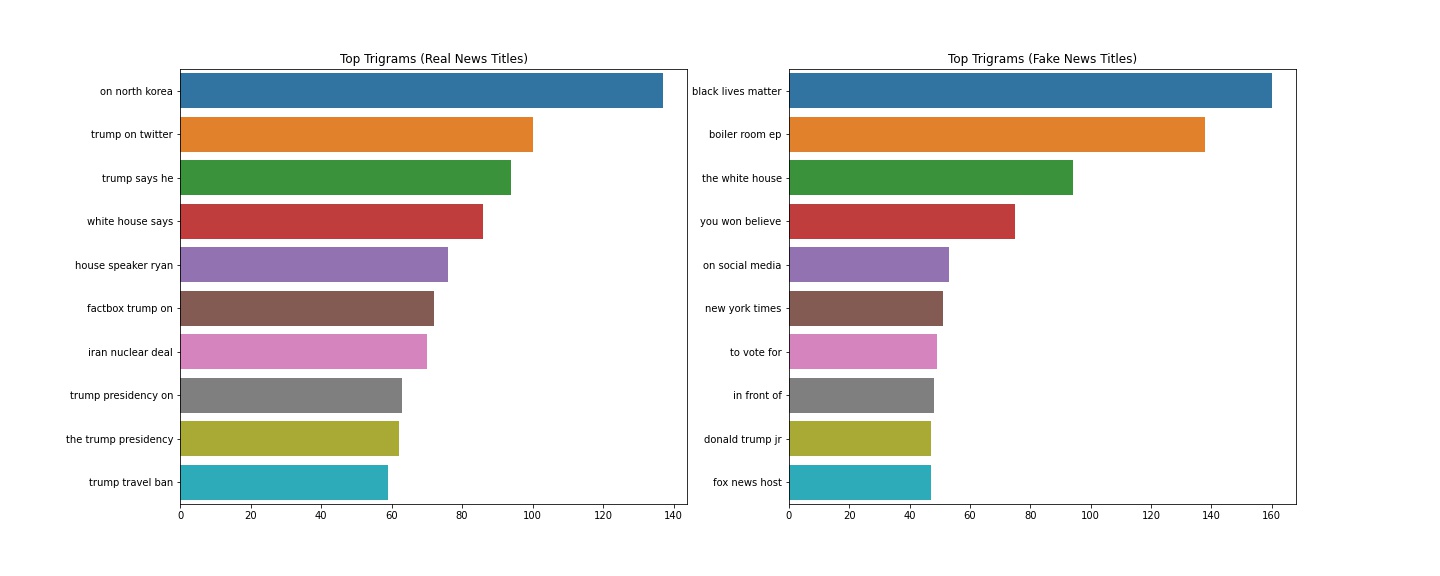 Top Trigrams (Real News Titles)
on north korea
trump on twitter
trump says he
white house says
house speaker ryan
factbox trump on
iran nuclear deal
trump presidency on
the trump presidency
trump travel ban
0 20 40 60 80 100 120 140
Top Trigrams (Fake News Titles)
black lives matter
boiler room ep
the white house
you won believe
on social media
new york times
to vote for
in front of
donald trump jr
fox news host
0 20 40 60 80 100 120 140 160